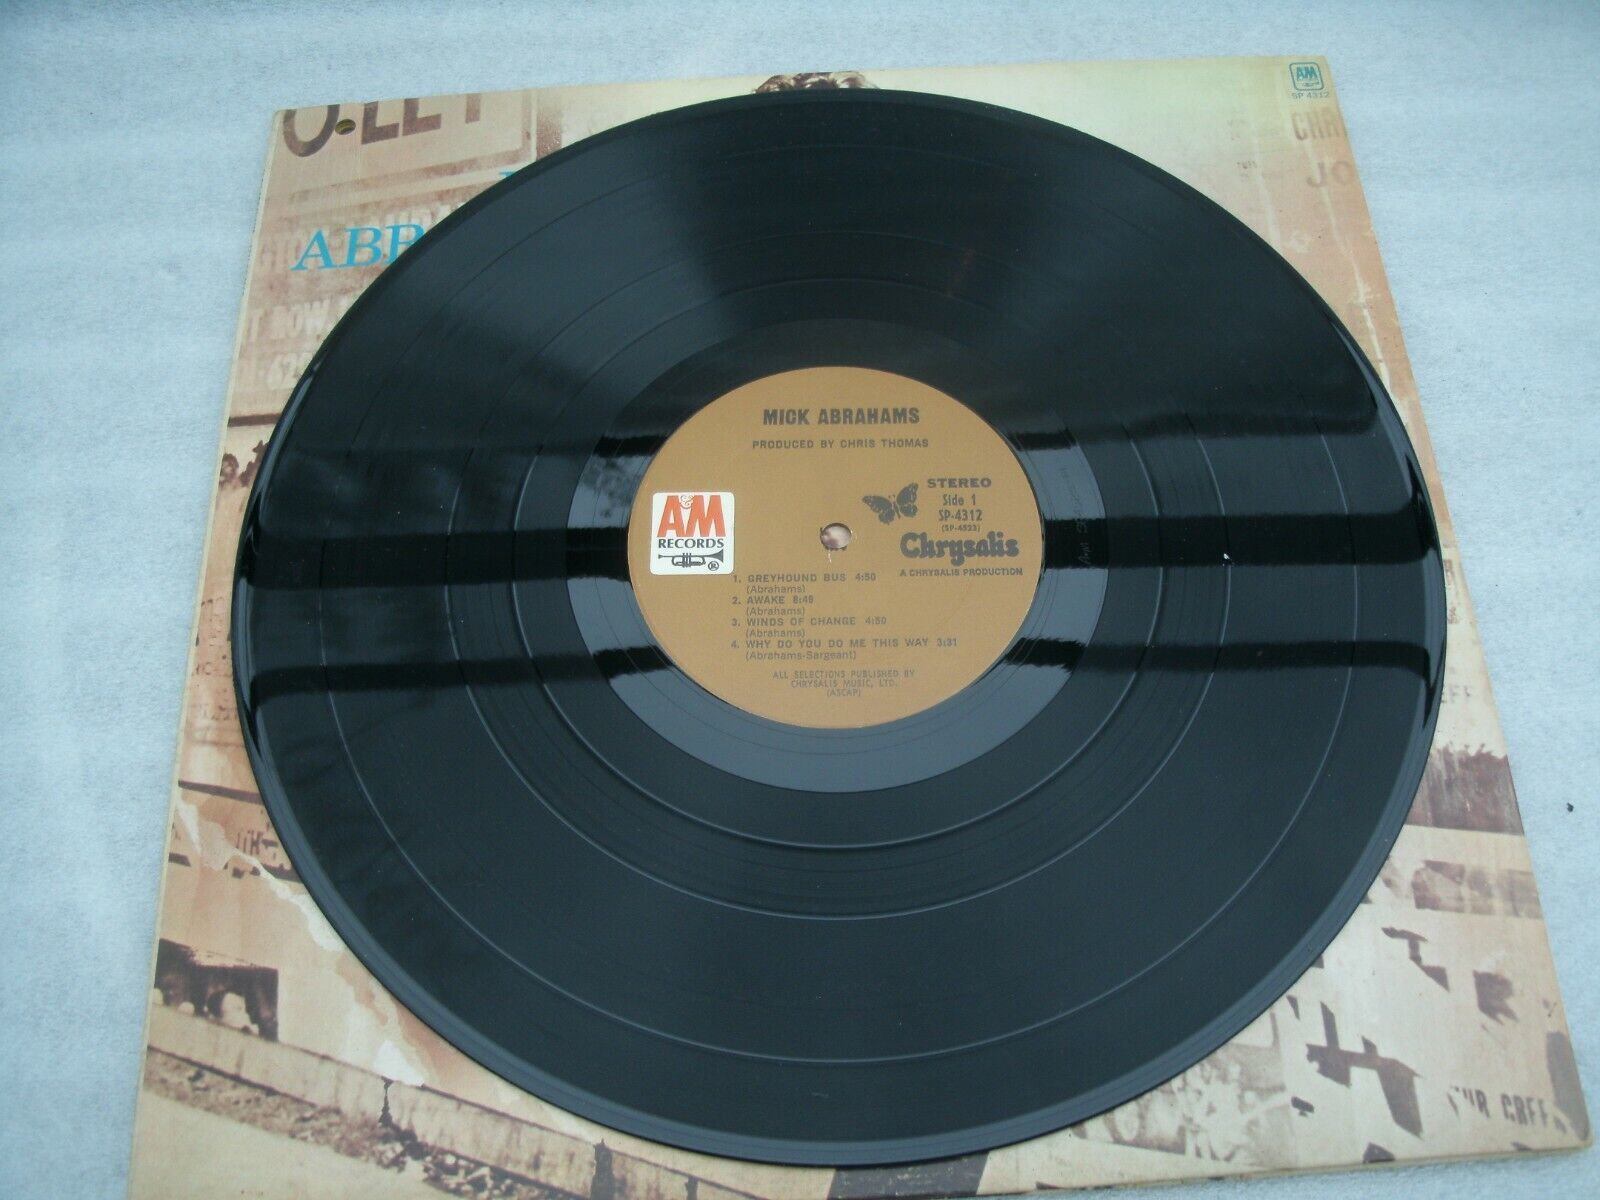 O.LEY
A&M
SP 4312
CHR
JO
ABR
T NOW
MICK ABRAHAMS
PRODUCED BY CHRIS THOMAS
STEREO
Side 1
SP-4312
(SP-4523)
Chrysalis
A CHRYSALIS PRODUCTION
A&M
RECORDS
®
1. GREYHOUND BUS 4:50
(Abrahams)
2. AWAKE 8:49
(Abrahams)
3. WINDS OF CHANGE 4:50
(Abrahams)
4. WHY DO YOU DO ME THIS WAY 3:31
(Abrahams-Sargeant)
ALL SELECTIONS PUBLISHED BY
CHRYSALIS MUSIC, LTD.
(ASCAP)